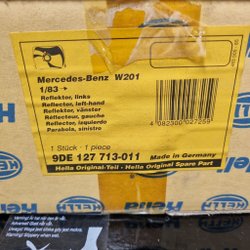 Mercedes-Benz W201
1/83→
Reflektor, links
Reflector, left-hand
Reflektor, vänster
Réflecteur, gauche
Reflector, izquierdo
Parabola, sinistro
4 082300 027259
1 Stück · 1 piece
9DE 127 713-011
Made in Germany
Hella Original-Teil - Hella Original Spare Part
Hella
HELLA